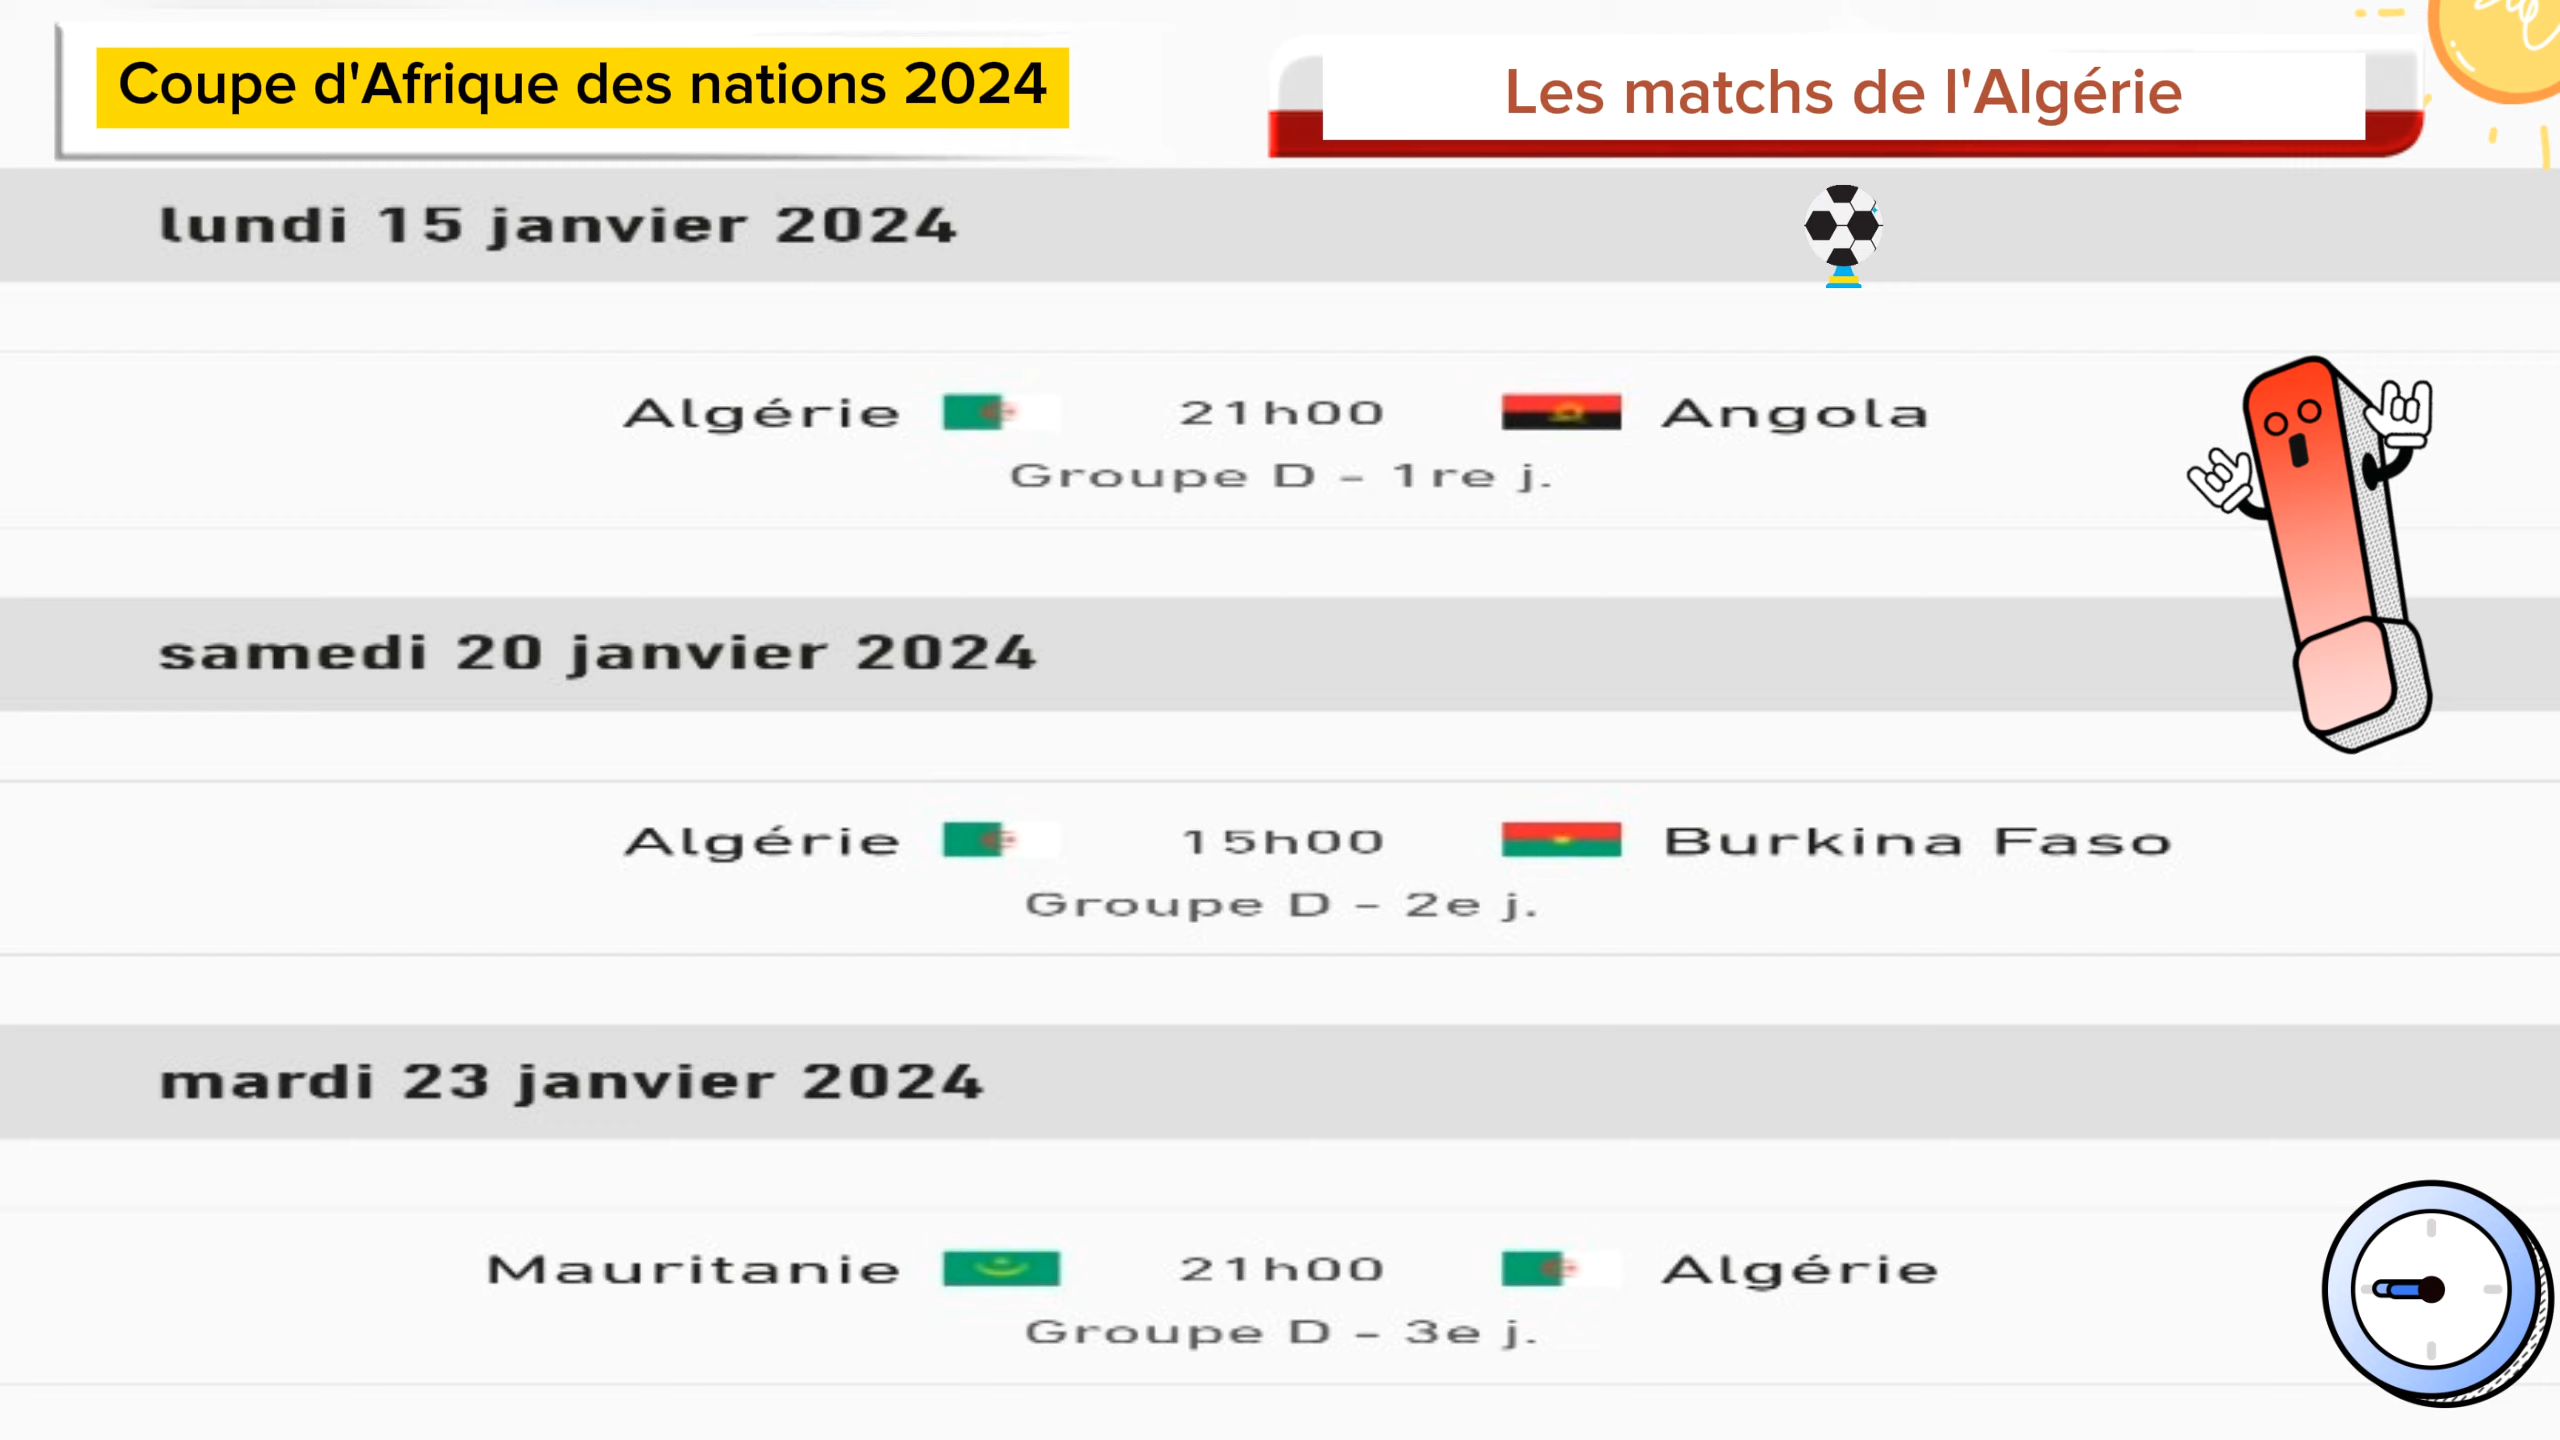 Coupe d'Afrique des nations 2024
Les matchs de l'Algérie
lundi 15 janvier 2024
Algérie 21h00 Angola
Groupe D - 1re j.
samedi 20 janvier 2024
Algérie 15h00 Burkina Faso
Groupe D - 2e j.
mardi 23 janvier 2024
Mauritanie 21h00 Algérie
Groupe D - 3e j.